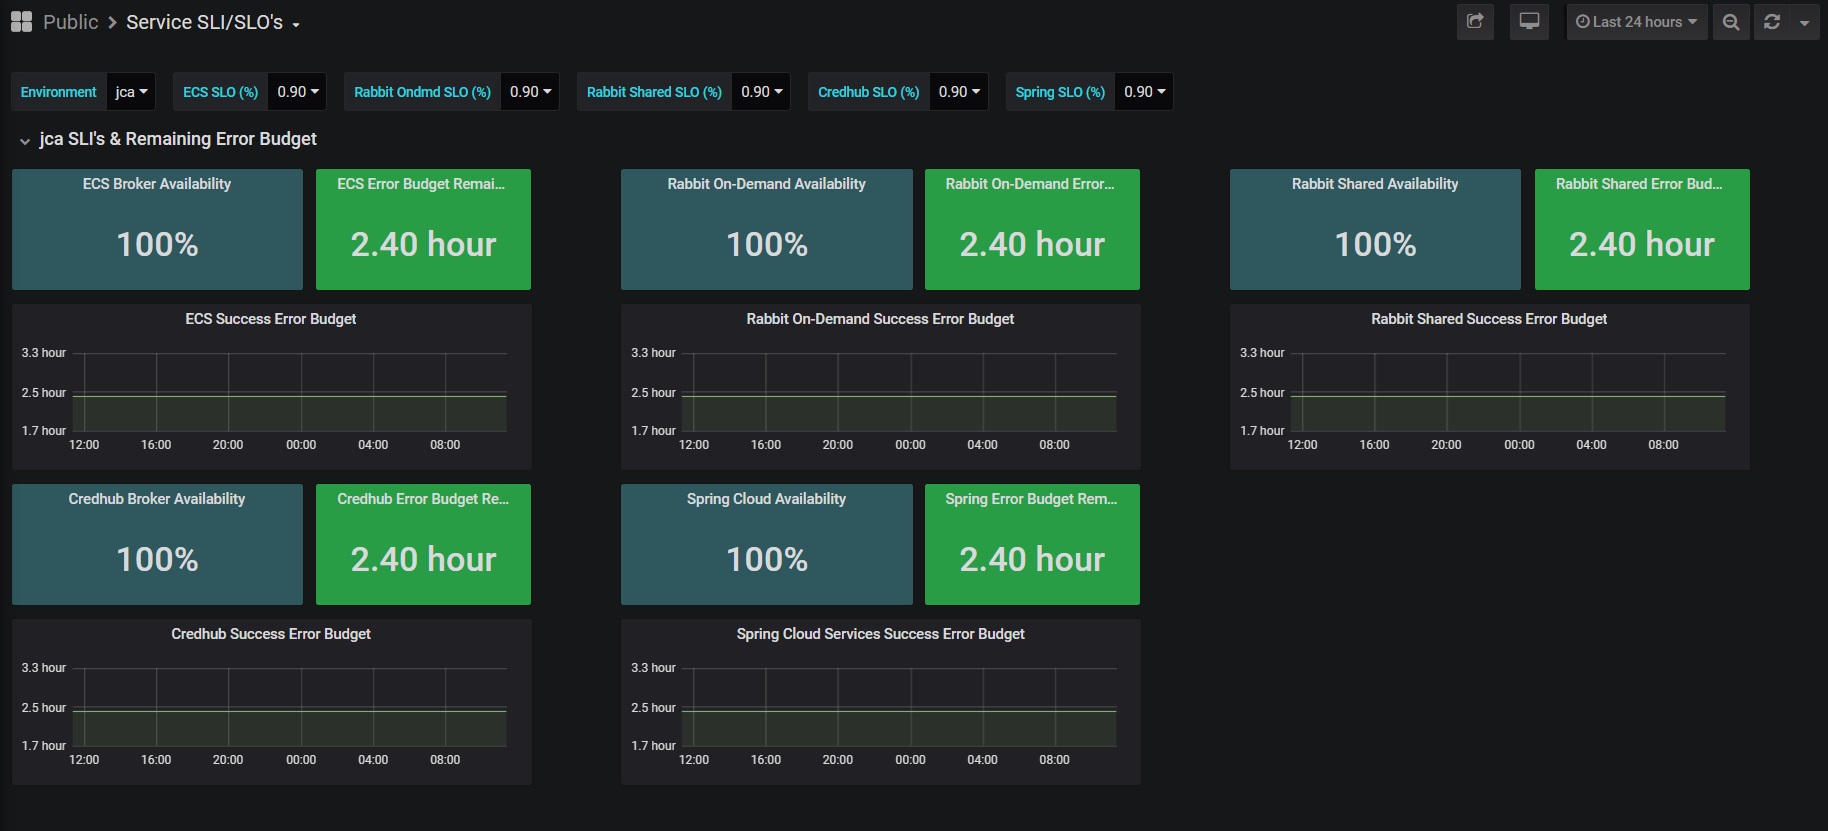 Public > Service SLI/SLO's
Last 24 hours
Environment jca ECS SLO (%) 0.90 Rabbit Ondmd SLO (%) 0.90 Rabbit Shared SLO (%) 0.90 Credhub SLO (%) 0.90 Spring SLO (%) 0.90
jca SLI's & Remaining Error Budget
ECS Broker Availability
100%
ECS Error Budget Remai...
2.40 hour
Rabbit On-Demand Availability
100%
Rabbit On-Demand Error...
2.40 hour
Rabbit Shared Availability
100%
Rabbit Shared Error Bud...
2.40 hour
ECS Success Error Budget
3.3 hour
2.5 hour
1.7 hour
12:00 16:00 20:00 00:00 04:00 08:00
Rabbit On-Demand Success Error Budget
3.3 hour
2.5 hour
1.7 hour
12:00 16:00 20:00 00:00 04:00 08:00
Rabbit Shared Success Error Budget
3.3 hour
2.5 hour
1.7 hour
12:00 16:00 20:00 00:00 04:00 08:00
Credhub Broker Availability
100%
Credhub Error Budget Re...
2.40 hour
Spring Cloud Availability
100%
Spring Error Budget Rem...
2.40 hour
Credhub Success Error Budget
3.3 hour
2.5 hour
1.7 hour
12:00 16:00 20:00 00:00 04:00 08:00
Spring Cloud Services Success Error Budget
3.3 hour
2.5 hour
1.7 hour
12:00 16:00 20:00 00:00 04:00 08:00